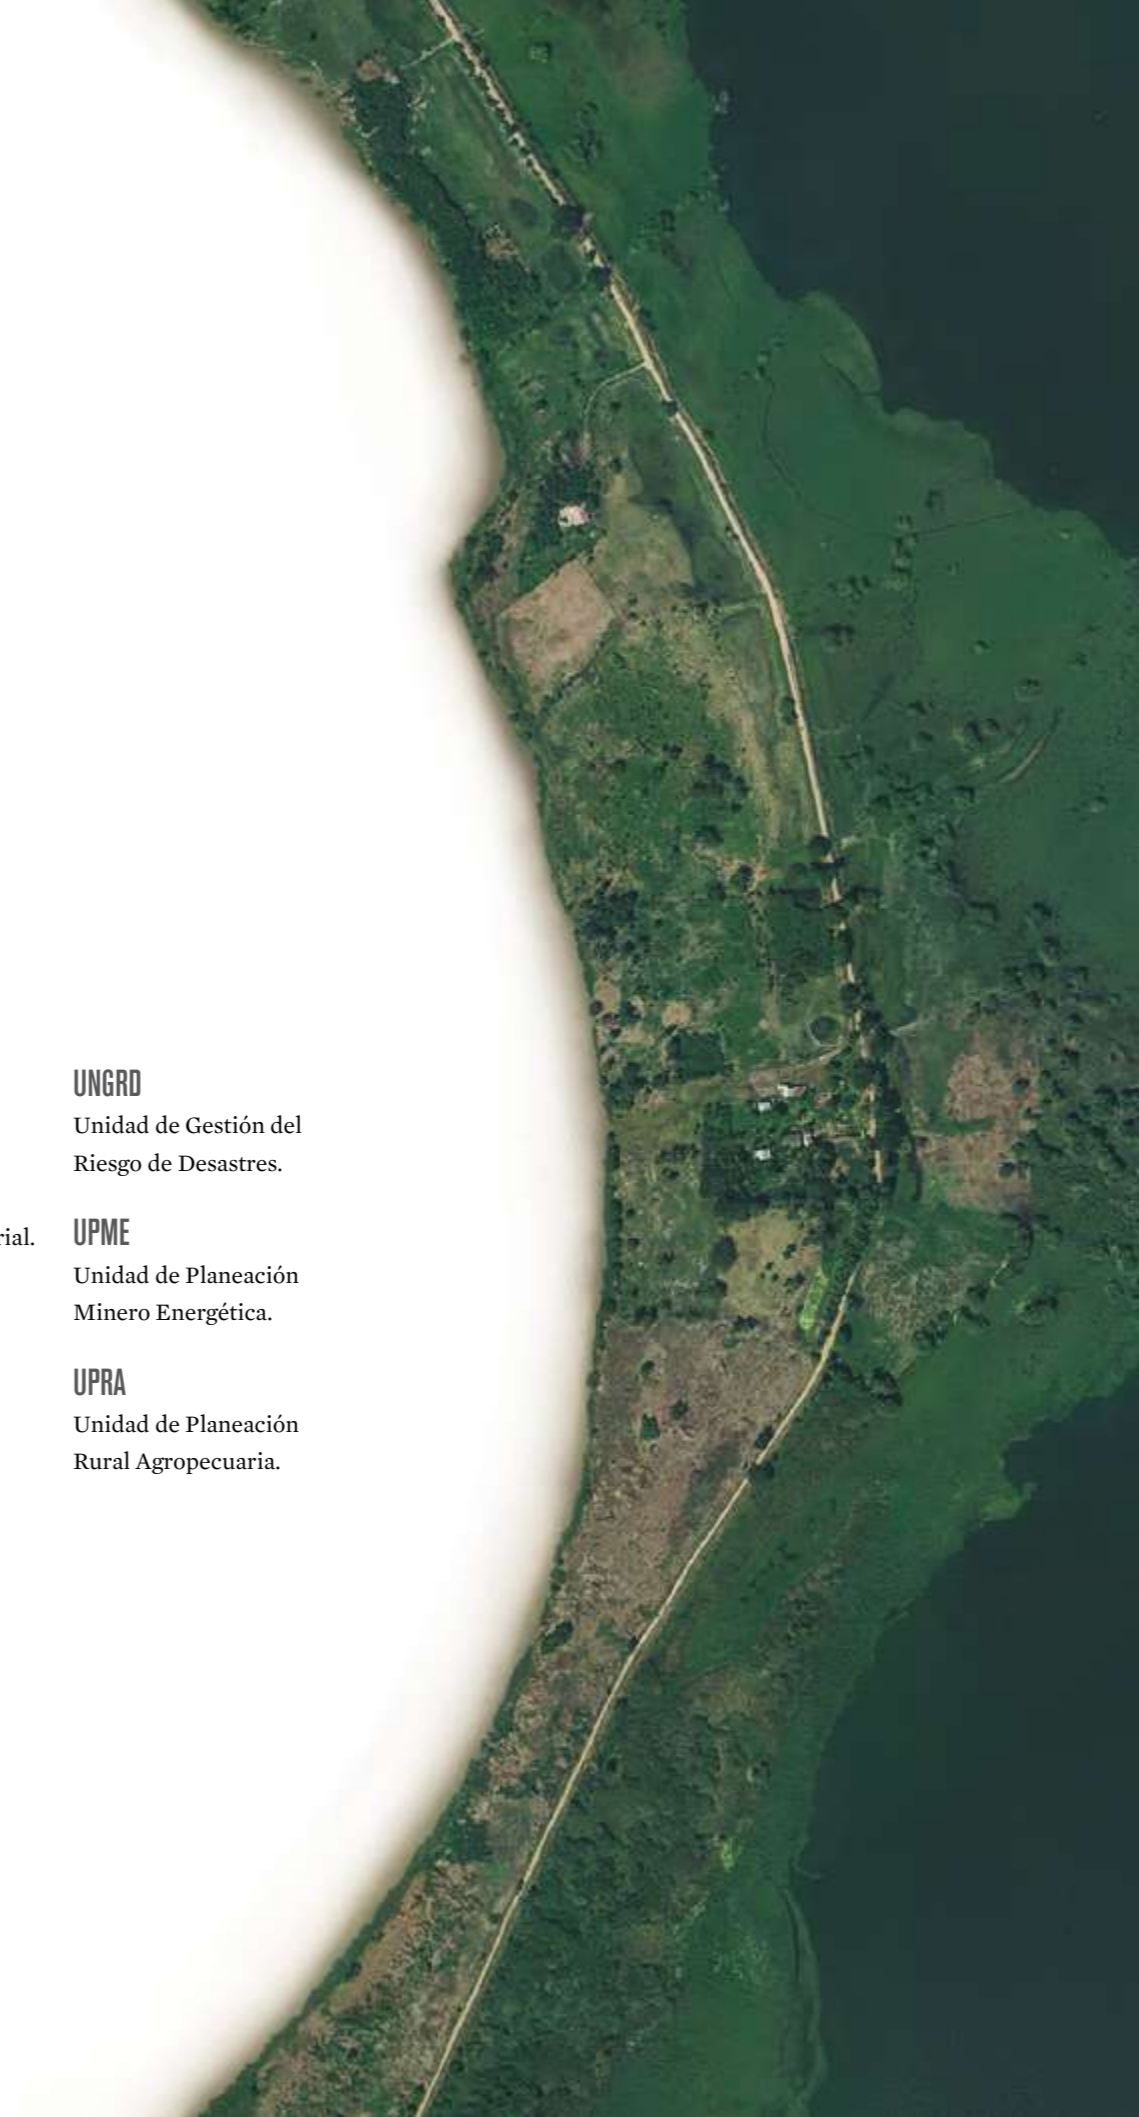 UNGRD
Unidad de Gestión del
Riesgo de Desastres.
rial.
UPME
Unidad de Planeación
Minero Energética.
UPRA
Unidad de Planeación
Rural Agropecuaria.